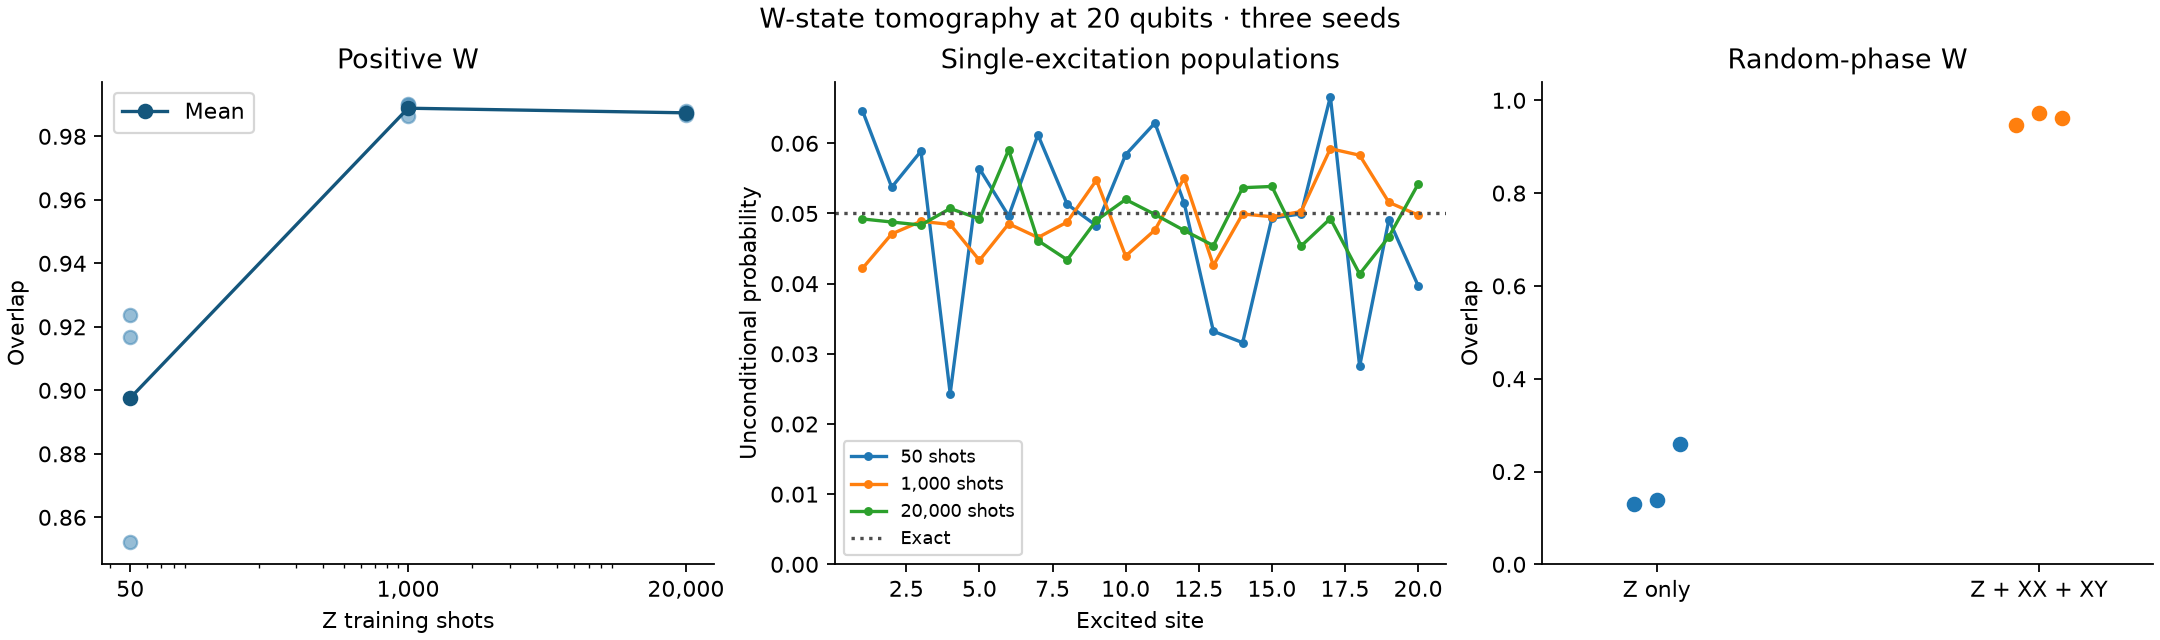 W-state tomography at 20 qubits · three seeds
Positive W
Mean
0.98
0.96
0.94
0.92
0.90
0.88
0.86
Overlap
50
1,000
20,000
Z training shots
Single-excitation populations
0.06
0.05
0.04
0.03
0.02
0.01
0.00
Unconditional probability
50 shots
1,000 shots
20,000 shots
Exact
2.5
5.0
7.5
10.0
12.5
15.0
17.5
20.0
Excited site
Random-phase W
1.0
0.8
0.6
0.4
0.2
0.0
Overlap
Z only
Z + XX + XY